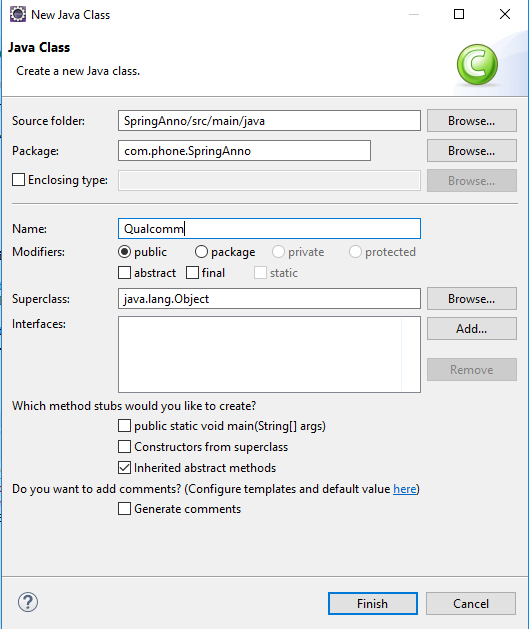 New Java Class
Java Class
Create a new Java class.
C
Source folder: SpringAnno/src/main/java Browse...
Package: com.phone.SpringAnno Browse...
Enclosing type: Browse...
Name: Qualcomm
Modifiers: public package private protected
abstract final static
Superclass: java.lang.Object Browse...
Interfaces: Add...
Remove
Which method stubs would you like to create?
public static void main(String[] args)
Constructors from superclass
Inherited abstract methods
Do you want to add comments? (Configure templates and default value here)
Generate comments
? Finish Cancel